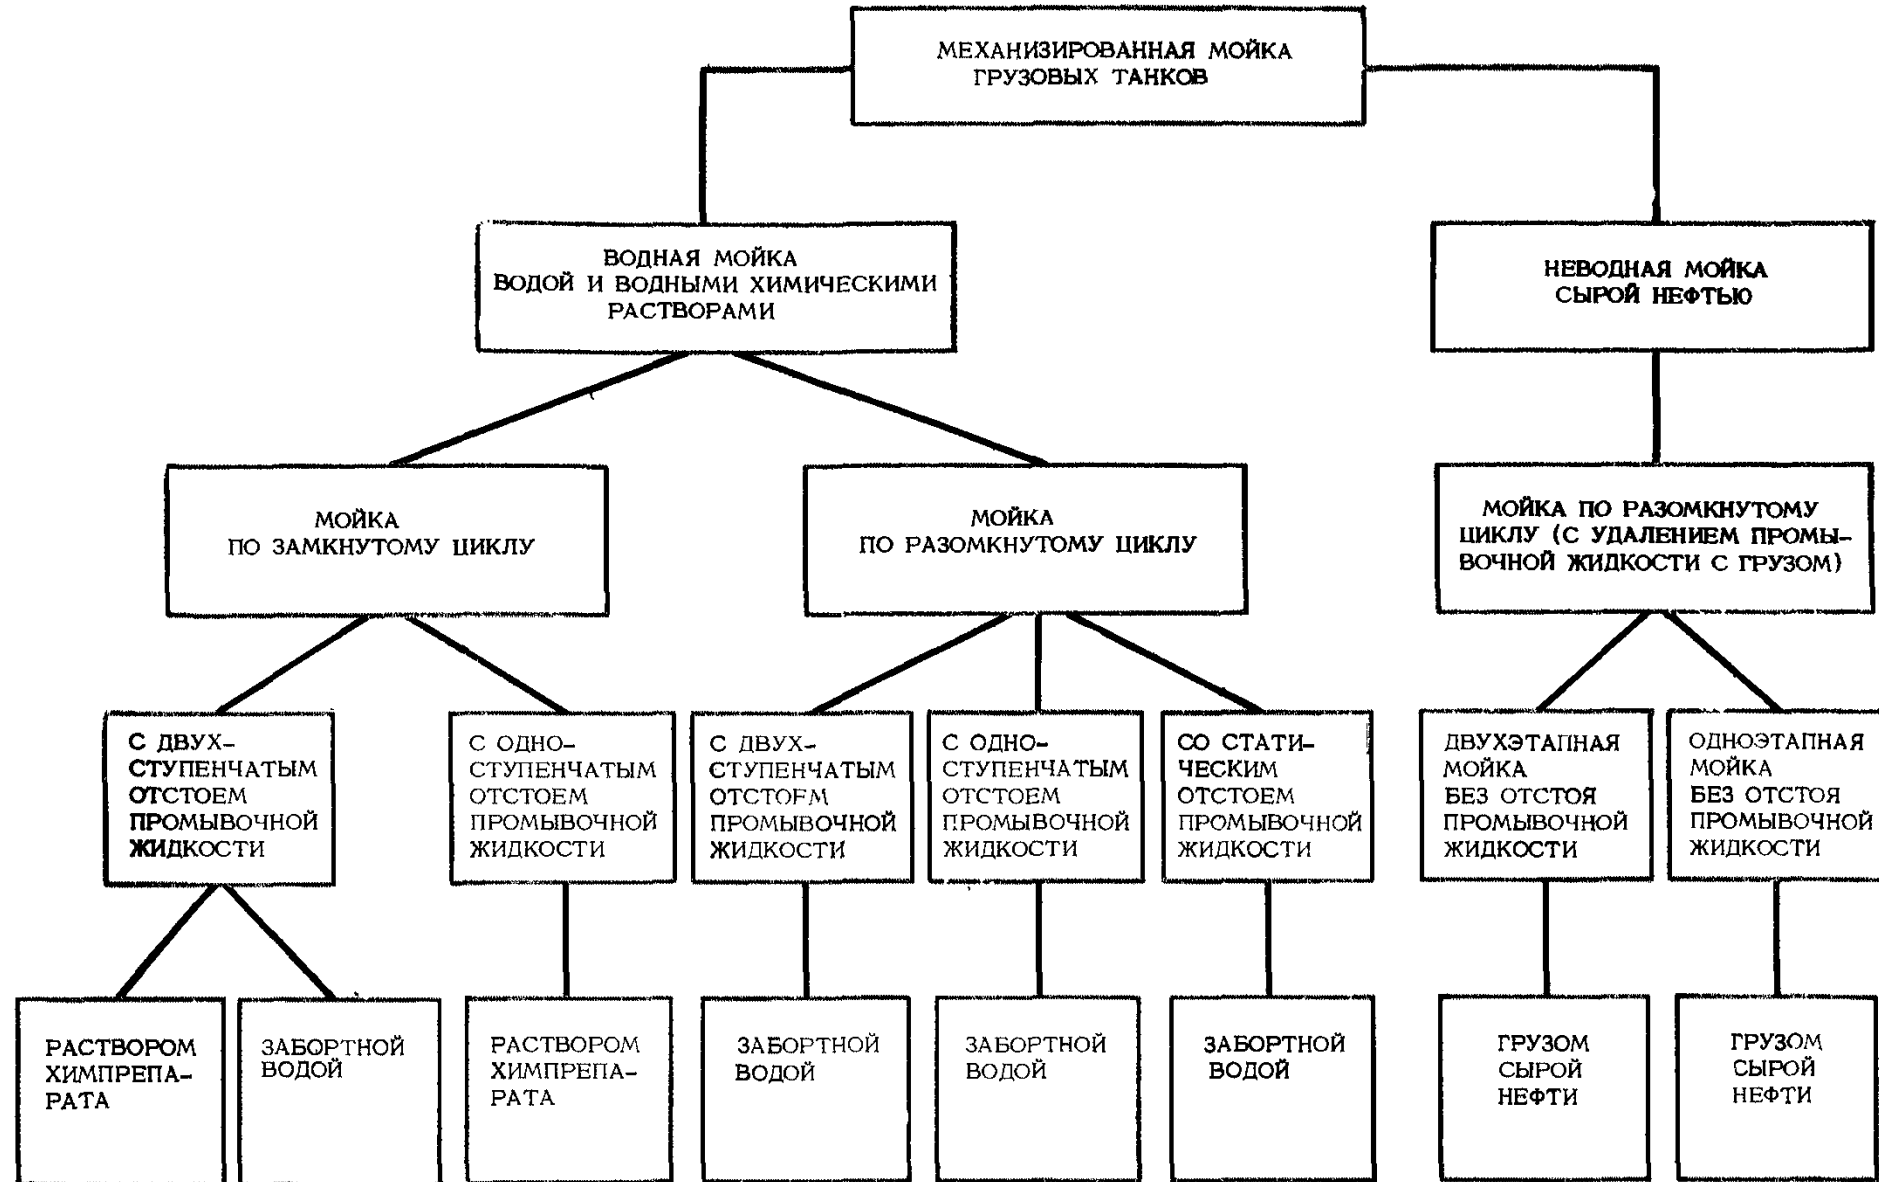 МЕХАНИЗИРОВАННАЯ МОЙКА
ГРУЗОВЫХ ТАНКОВ
ВОДНАЯ МОЙКА
ВОДОЙ И ВОДНЫМИ ХИМИЧЕСКИМИ
РАСТВОРАМИ
НЕВОДНАЯ МОЙКА
СЫРОЙ НЕФТЬЮ
МОЙКА
ПО ЗАМКНУТОМУ ЦИКЛУ
МОЙКА
ПО РАЗОМКНУТОМУ ЦИКЛУ
МОЙКА ПО РАЗОМКНУТОМУ
ЦИКЛУ (С УДАЛЕНИЕМ ПРОМЫ-
ВОЧНОЙ ЖИДКОСТИ С ГРУЗОМ)
С ДВУХ-
СТУПЕНЧАТЫМ
ОТСТОЕМ
ПРОМЫВОЧНОЙ
ЖИДКОСТИ
С ОДНО-
СТУПЕНЧАТЫМ
ОТСТОЕМ
ПРОМЫВОЧНОЙ
ЖИДКОСТИ
С ДВУХ-
СТУПЕНЧАТЫМ
ОТСТОЕМ
ПРОМЫВОЧНОЙ
ЖИДКОСТИ
С ОДНО-
СТУПЕНЧАТЫМ
ОТСТОЕМ
ПРОМЫВОЧНОЙ
ЖИДКОСТИ
СО СТАТИ-
ЧЕСКИМ
ОТСТОЕМ
ПРОМЫВОЧНОЙ
ЖИДКОСТИ
ДВУХЭТАПНАЯ
МОЙКА
БЕЗ ОТСТОЯ
ПРОМЫВОЧНОЙ
ЖИДКОСТИ
ОДНОЭТАПНАЯ
МОЙКА
БЕЗ ОТСТОЯ
ПРОМЫВОЧНОЙ
ЖИДКОСТИ
РАСТВОРОМ
ХИМПРЕПА-
РАТА
ЗАБОРТНОЙ
ВОДОЙ
РАСТВОРОМ
ХИМПРЕПА-
РАТА
ЗАБОРТНОЙ
ВОДОЙ
ЗАБОРТНОЙ
ВОДОЙ
ЗАБОРТНОЙ
ВОДОЙ
ГРУЗОМ
СЫРОЙ
НЕФТИ
ГРУЗОМ
СЫРОЙ
НЕФТИ